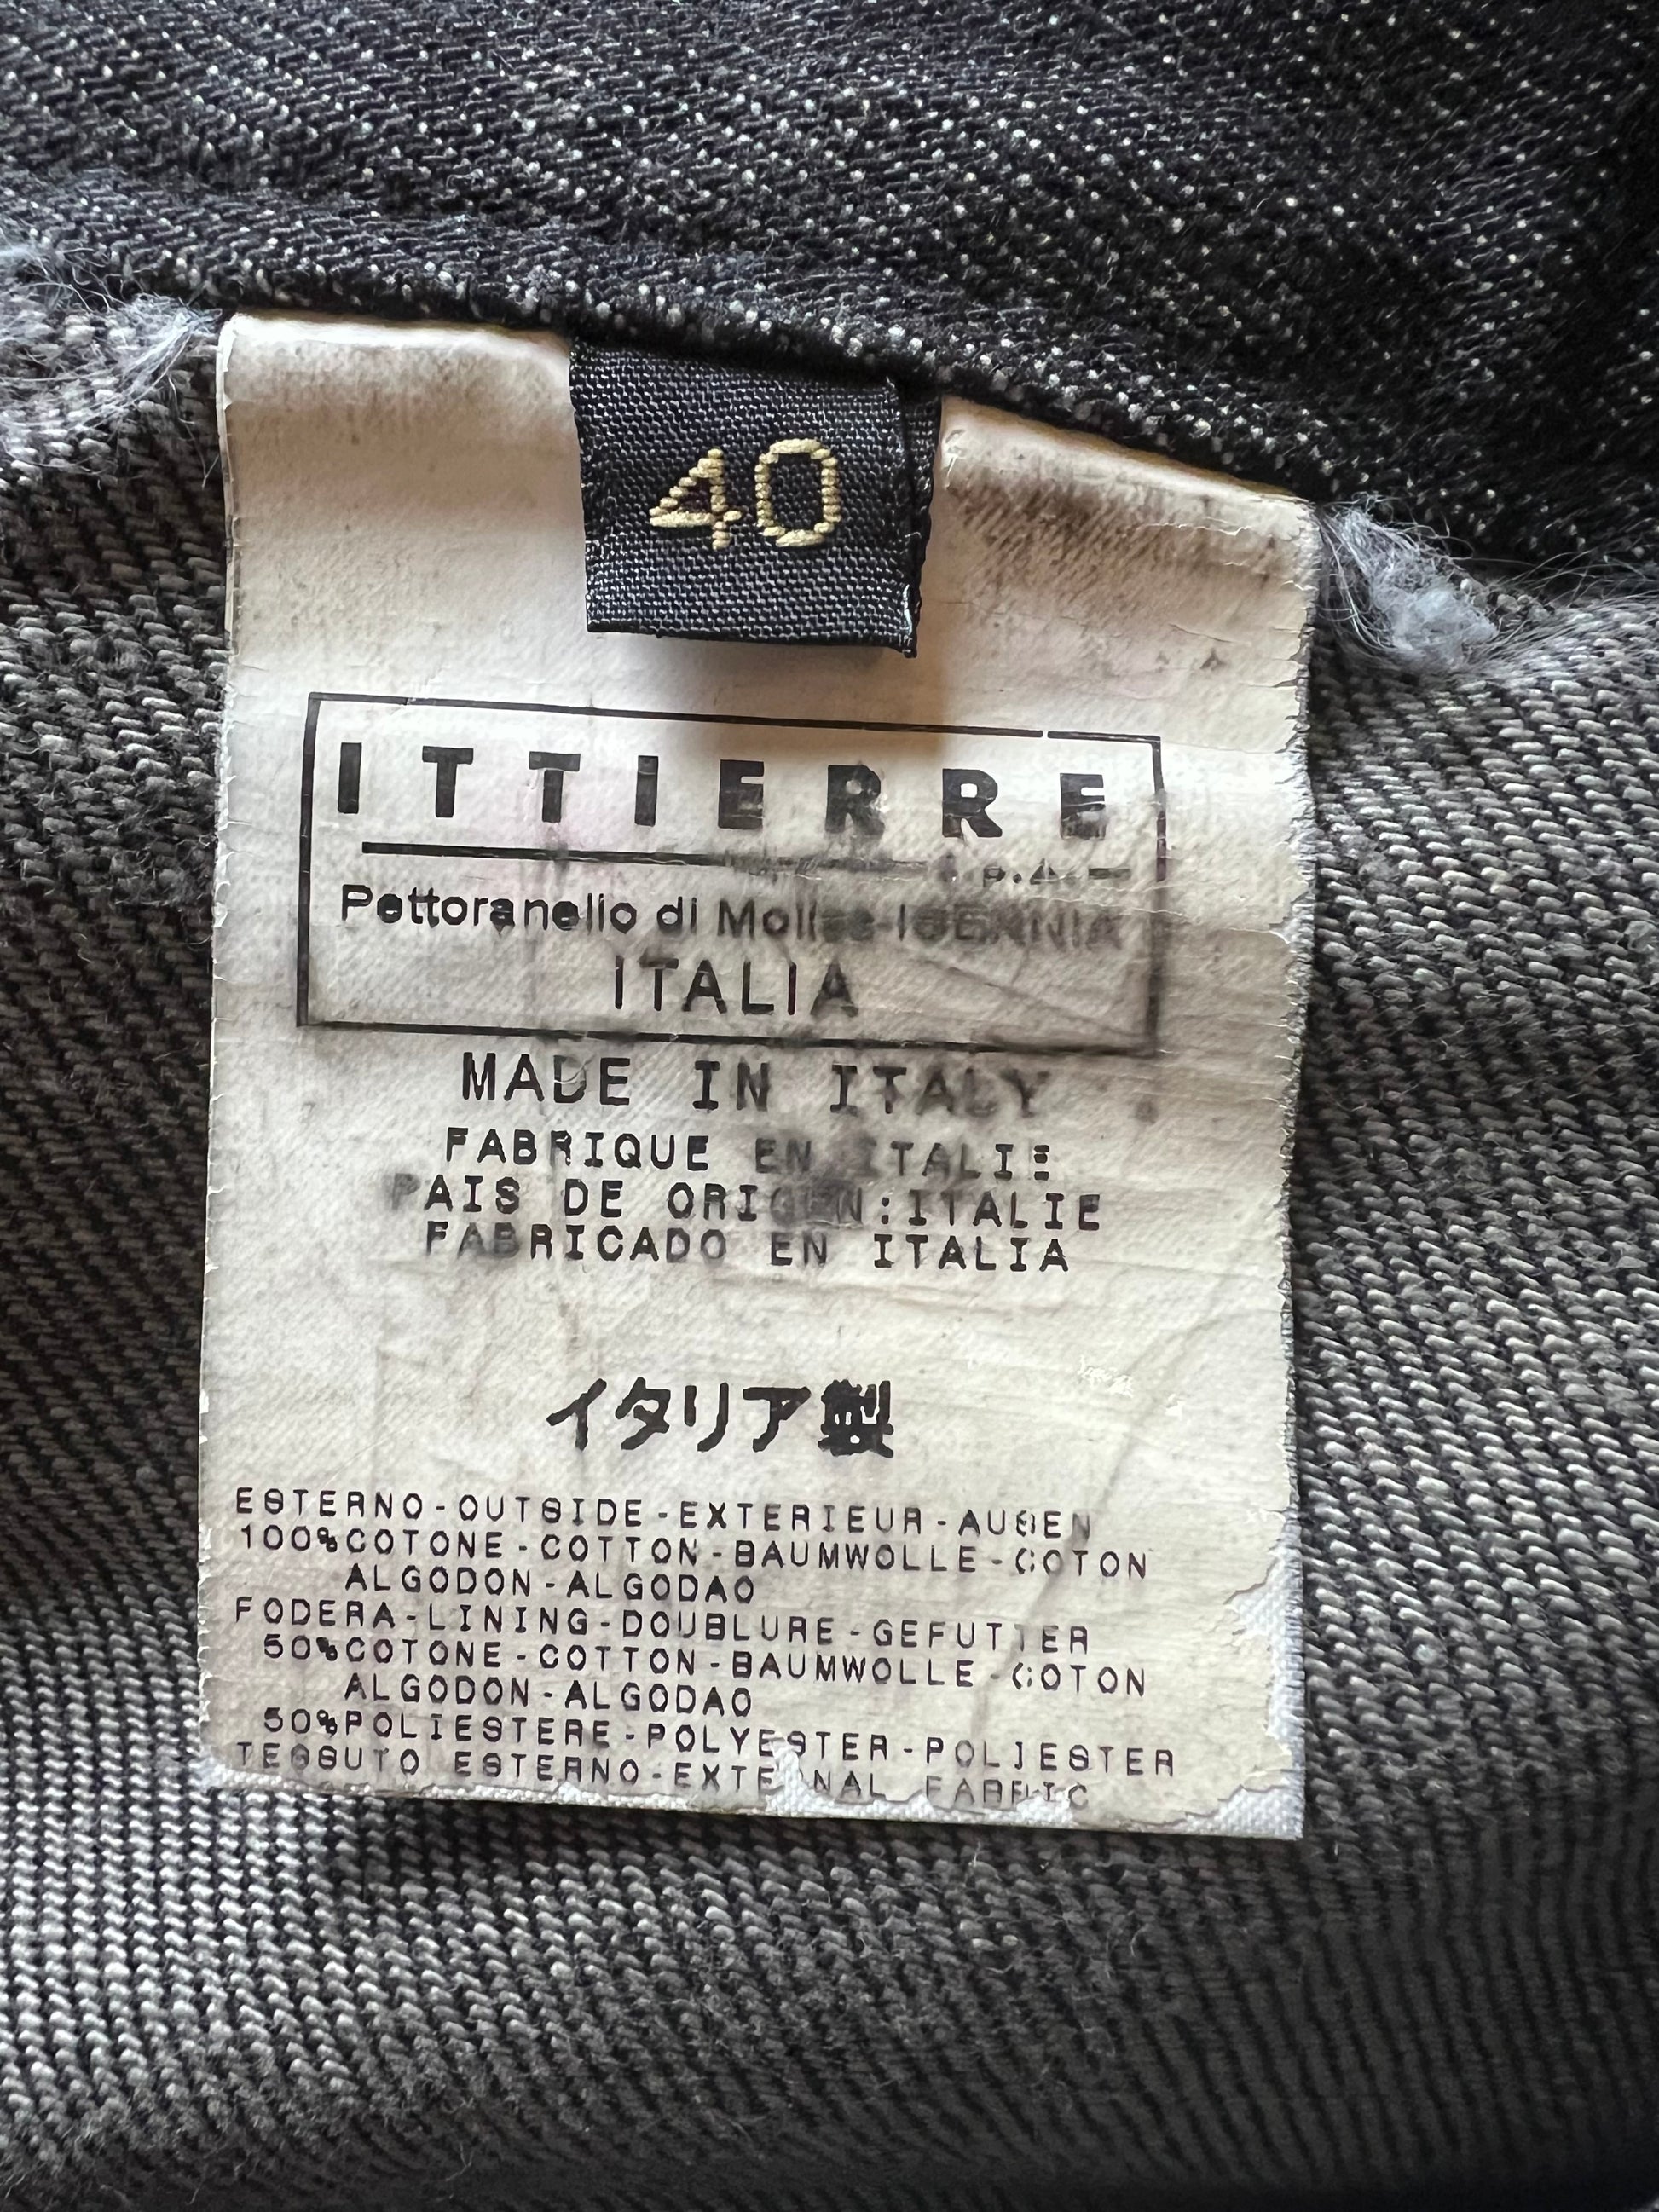 40
ITTIERRE
S.p.A.
Pettoranello di Molise-ISERNIA
ITALIA
MADE IN ITALY
FABRIQUE EN ITALIE
PAIS DE ORIGEN:ITALIE
FABRICADO EN ITALIA
イタリア製
ESTERNO-OUTSIDE-EXTERIEUR-AUSEN
100%COTONE-COTTON-BAUMWOLLE-COTON
ALGODON-ALGODAO
FODERA-LINING-DOUBLURE-GEFUTTER
50%COTONE-COTTON-BAUMWOLLE-COTON
ALGODON-ALGODAO
50%POLIESTERE-POLYESTER-POLIESTER
TESSUTO ESTERNO-EXTERNAL FABRIC